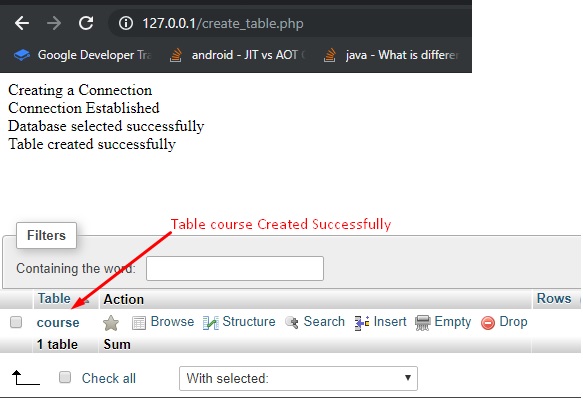 127.0.0.1/create_table.php
Google Developer Tra android - JIT vs AOT java - What is differe
Creating a Connection
Connection Established
Database selected successfully
Table created successfully
Table course Created Successfully
Filters
Containing the word:
Table Action Rows
course Browse Structure Search Insert Empty Drop
1 table Sum
Check all With selected: